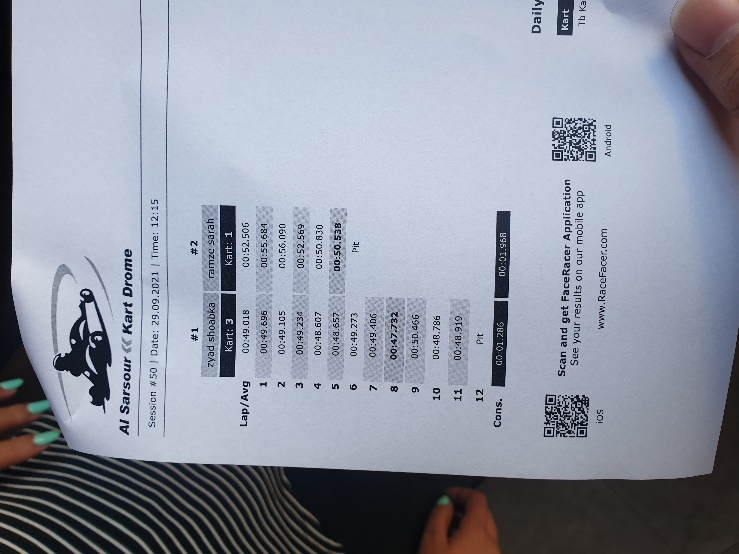 Al Sarsour << Kart Drome
Session #50 | Date: 29.09.2021 | Time: 12:15
#1 #2
zyad shoabka ramze sarah
Kart: 3 Kart: 1
Lap/Avg 00:49.018 00:52.506
1 00:49.696 00:55.684
2 00:49.105 00:56.090
3 00:49.234 00:52.569
4 00:48.607 00:50.830
5 00:48.657 00:50.538
6 00:49.273 Pit
7 00:49.406
8 00:47.732
9 00:50.466
10 00:48.786
11 00:48.919
12 Pit
Cons. 00:01.286 00:01.968
Daily
Kart
Tb Ka
Scan and get FaceRacer Application
See your results on our mobile app
iOS Android
www.RaceFacer.com